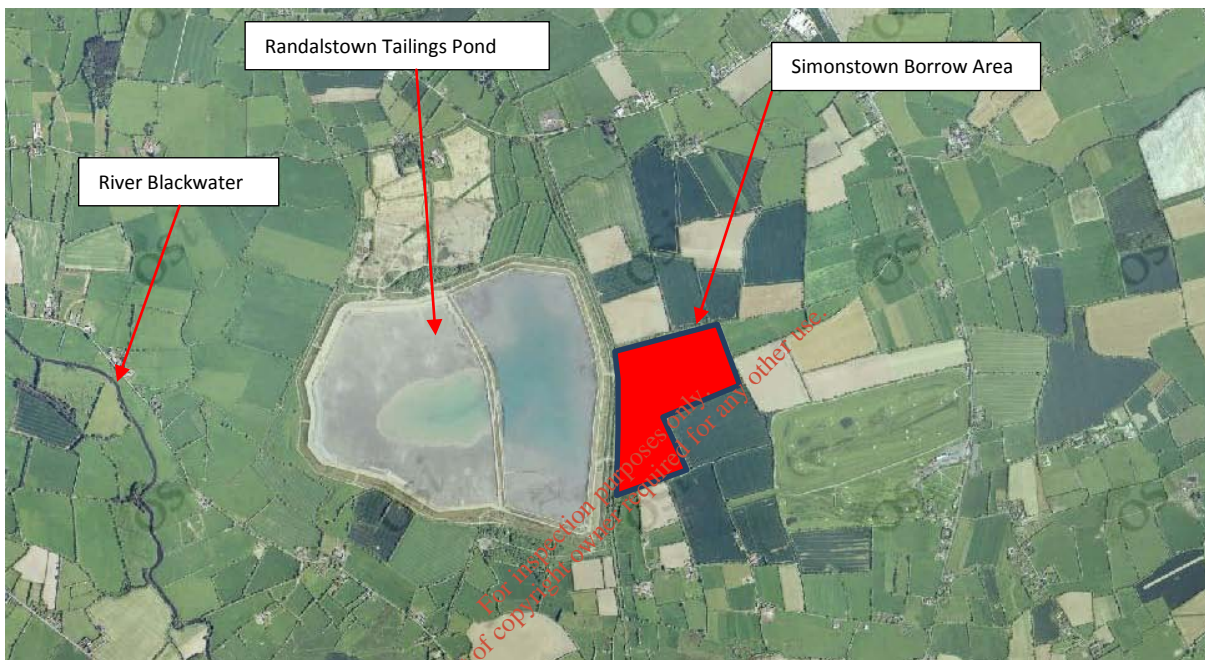 Randalstown Tailings Pond
Simonstown Borrow Area
River Blackwater
For inspection purposes only.
of copyright owner required for any other use.